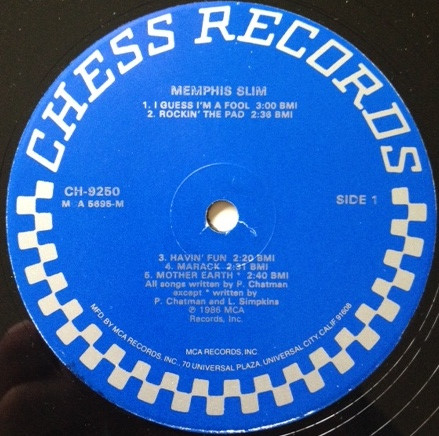 CHESS RECORDS
MEMPHIS SLIM
1. I GUESS I'M A FOOL 3:00 BMI
2. ROCKIN' THE PAD 2:36 BMI
CH-9250
M A 5695-M
SIDE 1
3. HAVIN' FUN 2:20 BMI
4. MARACK 2:31 BMI
5. MOTHER EARTH * 2:40 BMI
All songs written by P. Chatman
except * written by
P. Chatman and L. Simpkins
℗ 1986 MCA
Records, Inc.
MCA RECORDS, INC
MFD. BY MCA RECORDS, INC., 70 UNIVERSAL PLAZA, UNIVERSAL CITY, CALIF. 91608